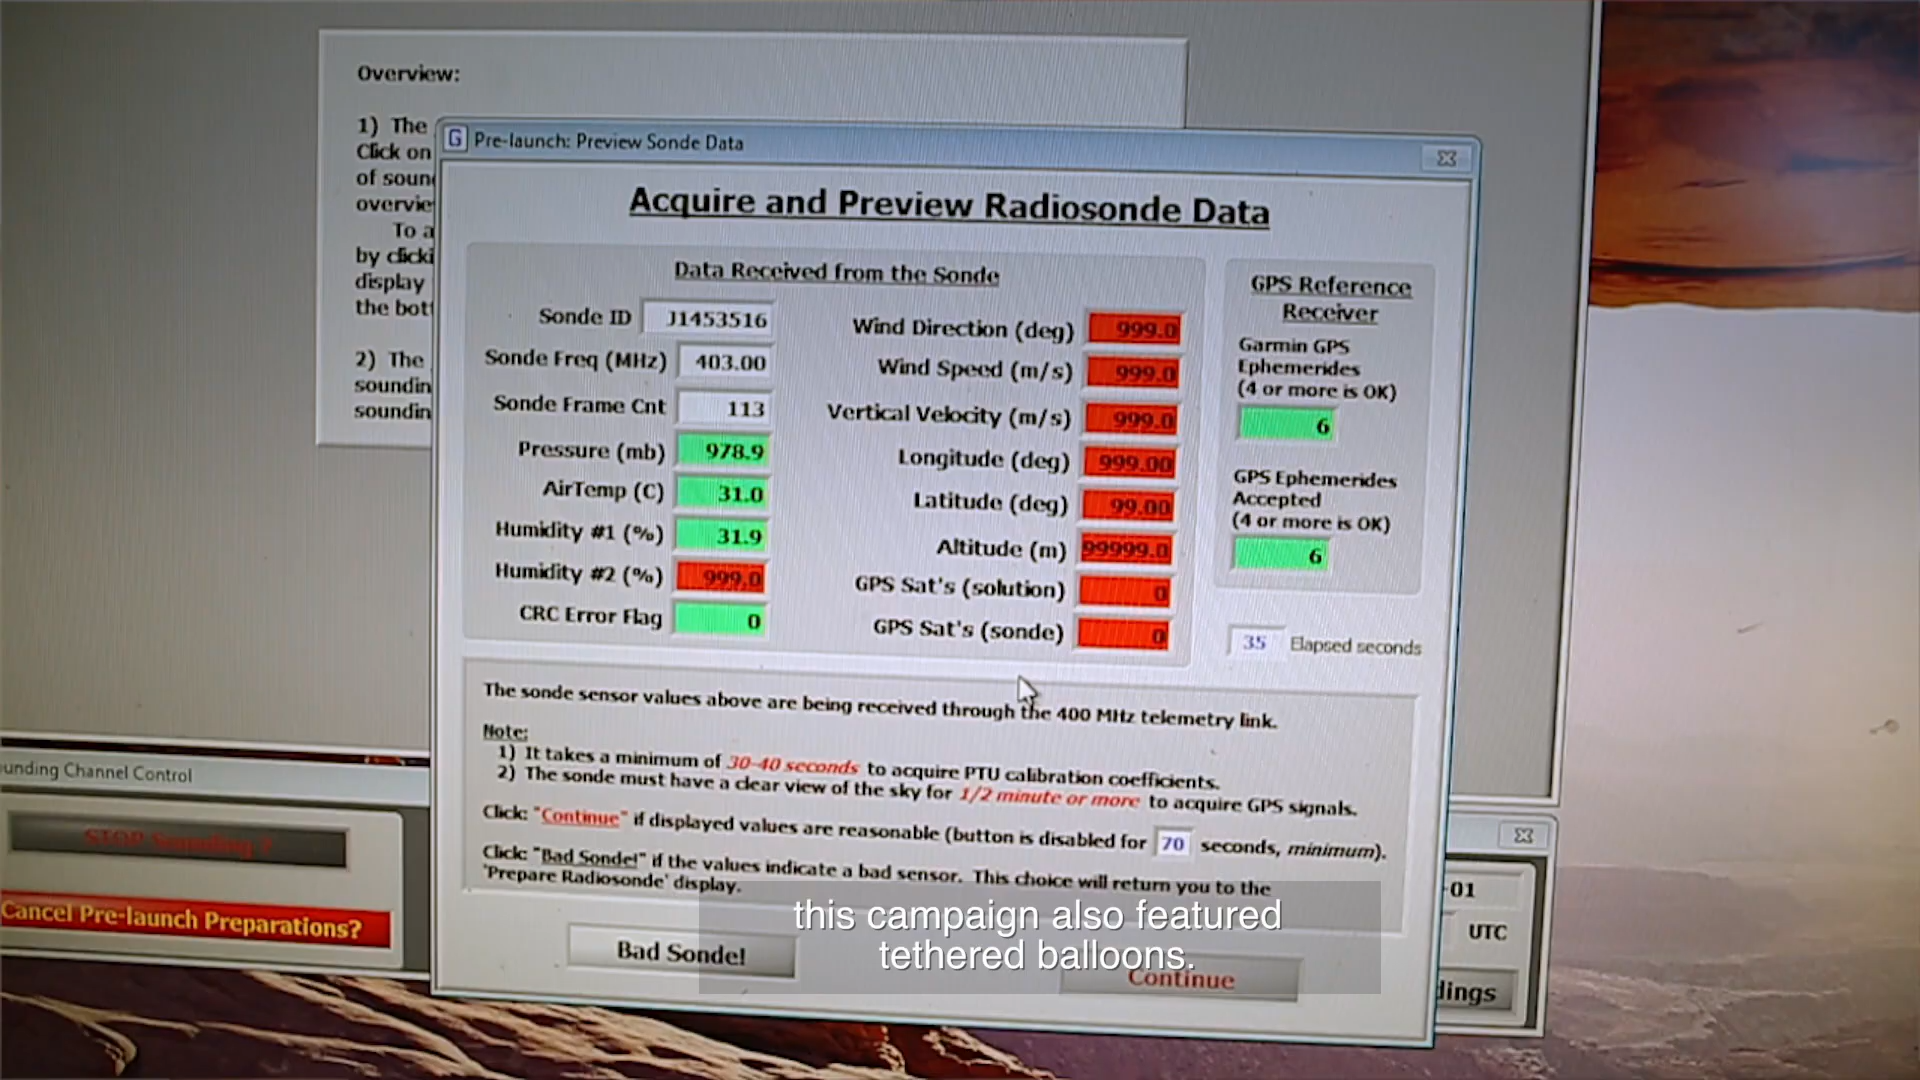 Overview:
1) The
Click on
of soun
overvie
To a
by clicki
display
the bott
2) The
soundin
soundin
Pre-launch: Preview Sonde Data
Acquire and Preview Radiosonde Data
Data Received from the Sonde
Sonde ID J1453516
Sonde Freq (MHz) 403.00
Sonde Frame Cnt 113
Pressure (mb) 978.9
AirTemp (C) 31.0
Humidity #1 (%) 31.9
Humidity #2 (%) 999.0
CRC Error Flag 0
Wind Direction (deg) 999.0
Wind Speed (m/s) 999.0
Vertical Velocity (m/s) 999.0
Longitude (deg) 999.00
Latitude (deg) 99.00
Altitude (m) 99999.0
GPS Sat's (solution) 0
GPS Sat's (sonde) 0
GPS Reference
Receiver
Garmin GPS
Ephemerides
(4 or more is OK)
6
GPS Ephemerides
Accepted
(4 or more is OK)
6
35 Elapsed seconds
The sonde sensor values above are being received through the 400 MHz telemetry link.
Note:
1) It takes a minimum of 30-40 seconds to acquire PTU calibration coefficients.
2) The sonde must have a clear view of the sky for 1/2 minute or more to acquire GPS signals.
Click: "Continue" if displayed values are reasonable (button is disabled for 70 seconds, minimum).
Click: "Bad Sonde!" if the values indicate a bad sensor. This choice will return you to the
'Prepare Radiosonde' display.
Bad Sonde!
Continue
unding Channel Control
STOP Sounding ?
Cancel Pre-launch Preparations?
-01
UTC
dings
this campaign also featured
tethered balloons.